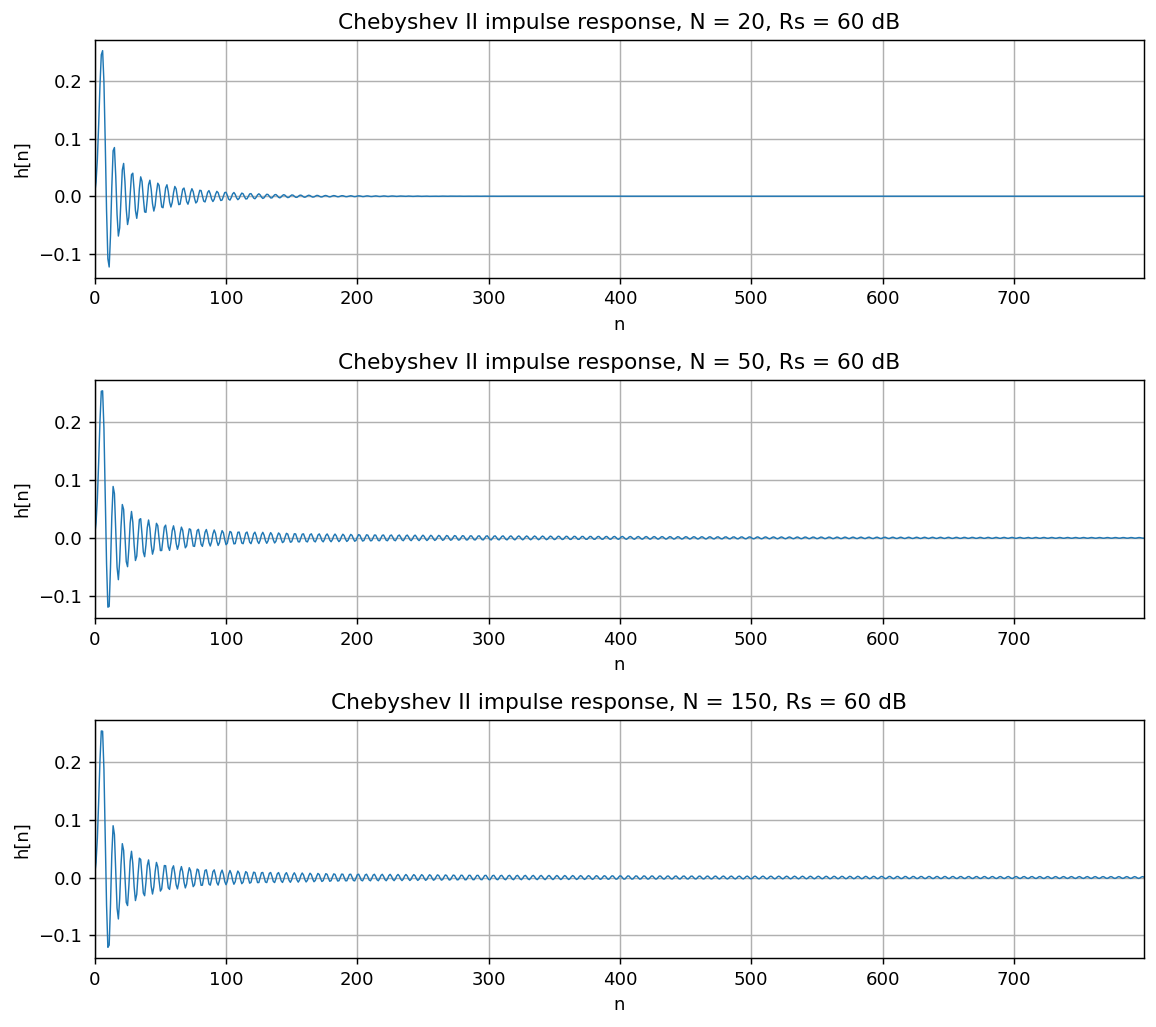 Chebyshev II impulse response, N = 20, Rs = 60 dB
h[n]
0.2
0.1
0.0
−0.1
0 100 200 300 400 500 600 700
n
Chebyshev II impulse response, N = 50, Rs = 60 dB
h[n]
0.2
0.1
0.0
−0.1
0 100 200 300 400 500 600 700
n
Chebyshev II impulse response, N = 150, Rs = 60 dB
h[n]
0.2
0.1
0.0
−0.1
0 100 200 300 400 500 600 700
n